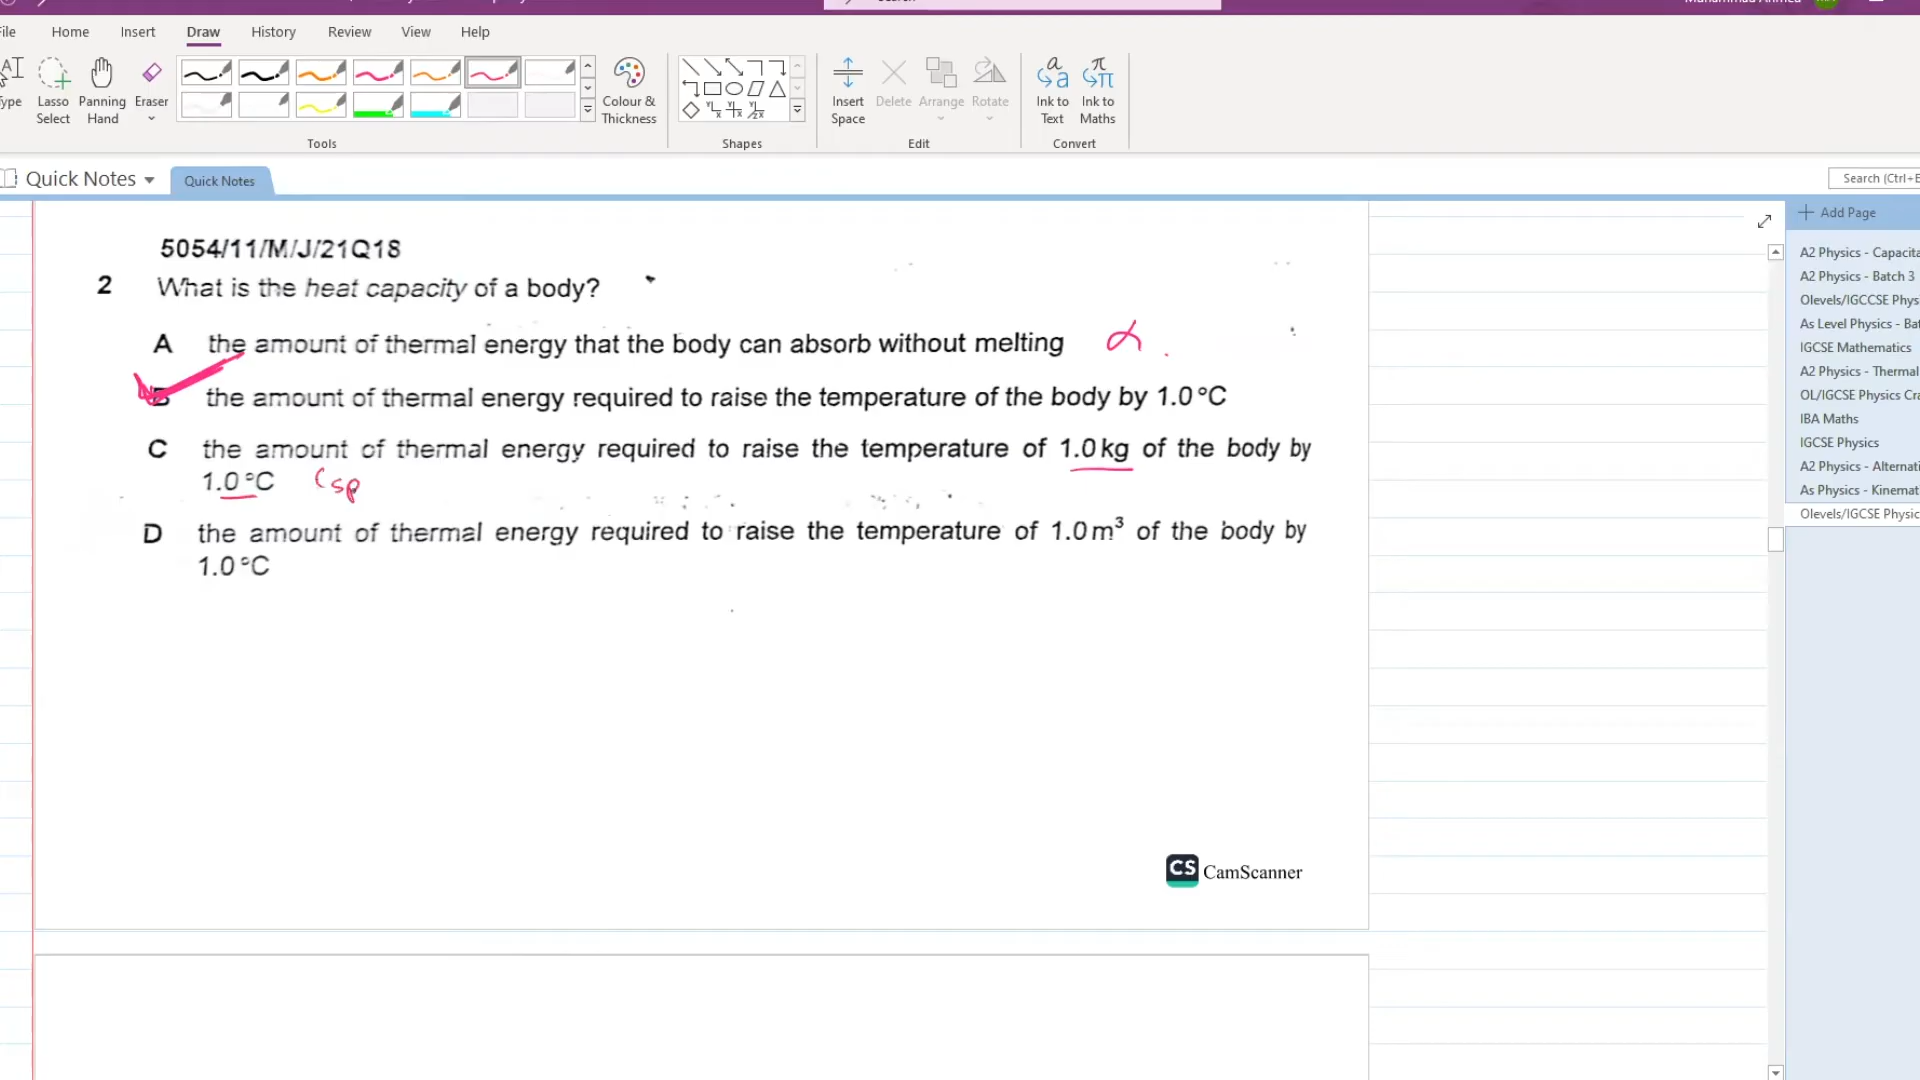 File Home Insert Draw History Review View Help
Type
Lasso Select
Panning Hand
Eraser
Colour & Thickness
Insert Space
Delete
Arrange
Rotate
Ink to Text
Ink to Maths
Tools Shapes Edit Convert
Quick Notes Quick Notes
Search (Ctrl+E
Add Page
A2 Physics - Capacita
A2 Physics - Batch 3
Olevels/IGCCSE Phys
As Level Physics - Bat
IGCSE Mathematics
A2 Physics - Thermal
OL/IGCSE Physics Cra
IBA Maths
IGCSE Physics
A2 Physics - Alternati
As Physics - Kinemat
Olevels/IGCSE Physic
5054/11/M/J/21Q18
2 What is the heat capacity of a body?
A the amount of thermal energy that the body can absorb without melting
B the amount of thermal energy required to raise the temperature of the body by 1.0 °C
C the amount of thermal energy required to raise the temperature of 1.0 kg of the body by
1.0 °C (sp
D the amount of thermal energy required to raise the temperature of 1.0 m³ of the body by
1.0 °C
CS CamScanner